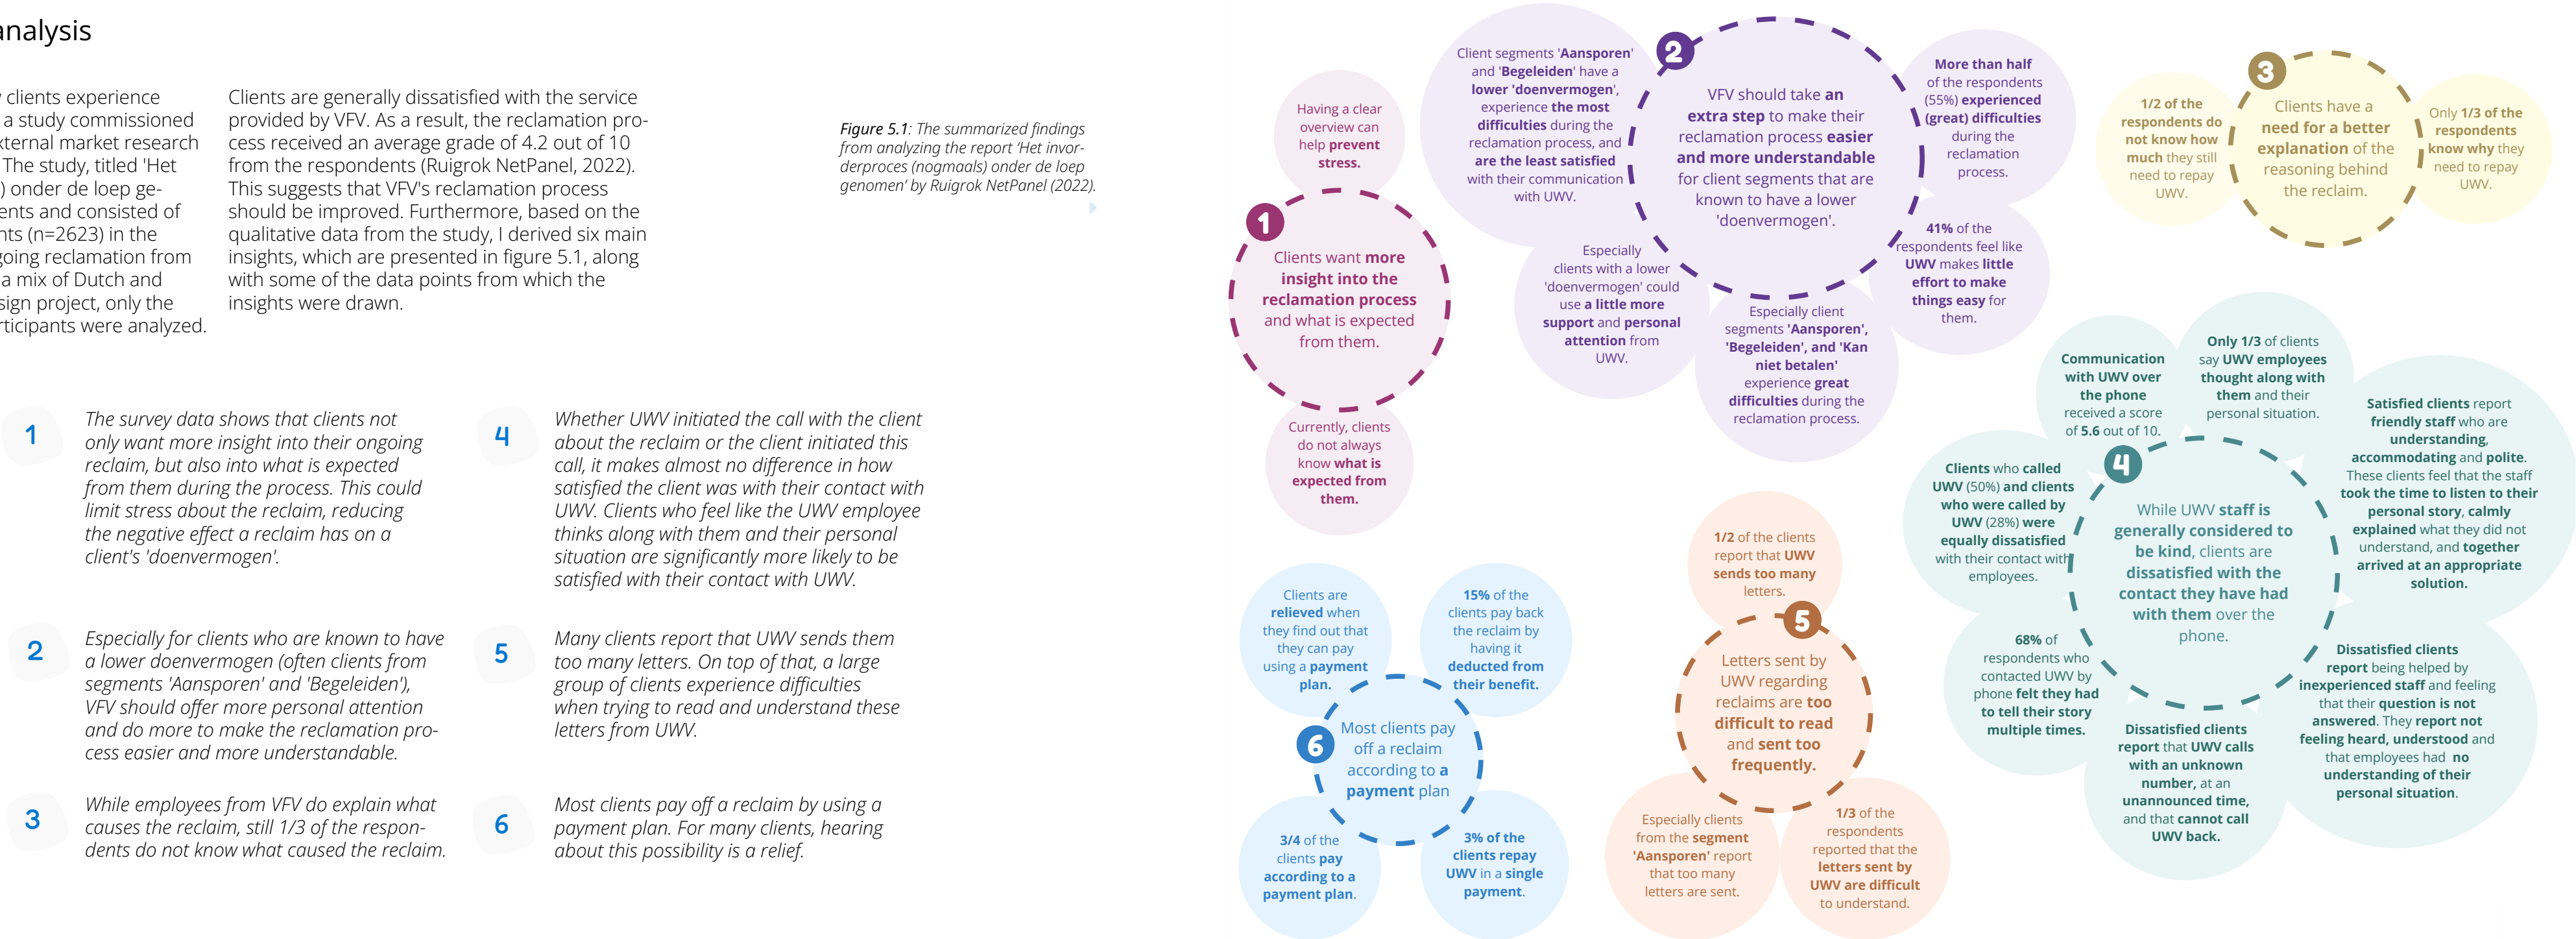 analysis
clients experience
a study commissioned
xternal market research
The study, titled 'Het
) onder de loep ge-
ents and consisted of
nts (n=2623) in the
going reclamation from
a mix of Dutch and
sign project, only the
rticipants were analyzed.
Clients are generally dissatisfied with the service
provided by VFV. As a result, the reclamation pro-
cess received an average grade of 4.2 out of 10
from the respondents (Ruigrok NetPanel, 2022).
This suggests that VFV's reclamation process
should be improved. Furthermore, based on the
qualitative data from the study, I derived six main
insights, which are presented in figure 5.1, along
with some of the data points from which the
insights were drawn.
Figure 5.1: The summarized findings
from analyzing the report ‘Het invor-
derproces (nogmaals) onder de loep
genomen’ by Ruigrok NetPanel (2022).
1
The survey data shows that clients not
only want more insight into their ongoing
reclaim, but also into what is expected
from them during the process. This could
limit stress about the reclaim, reducing
the negative effect a reclaim has on a
client's 'doenvermogen'.
2
Especially for clients who are known to have
a lower doenvermogen (often clients from
segments 'Aansporen' and 'Begeleiden'),
VFV should offer more personal attention
and do more to make the reclamation pro-
cess easier and more understandable.
3
While employees from VFV do explain what
causes the reclaim, still 1/3 of the respon-
dents do not know what caused the reclaim.
4
Whether UWV initiated the call with the client
about the reclaim or the client initiated this
call, it makes almost no difference in how
satisfied the client was with their contact with
UWV. Clients who feel like the UWV employee
thinks along with them and their personal
situation are significantly more likely to be
satisfied with their contact with UWV.
5
Many clients report that UWV sends them
too many letters. On top of that, a large
group of clients experience difficulties
when trying to read and understand these
letters from UWV.
6
Most clients pay off a reclaim by using a
payment plan. For many clients, hearing
about this possibility is a relief.
Having a clear
overview can
help prevent
stress.
1
Clients want more
insight into the
reclamation process
and what is expected
from them.
Currently, clients
do not always
know what is
expected from
them.
Client segments 'Aansporen'
and 'Begeleiden' have a
lower 'doenvermogen',
experience the most
difficulties during the
reclamation process, and
are the least satisfied
with their communication
with UWV.
2
VFV should take an
extra step to make their
reclamation process easier
and more understandable
for client segments that are
known to have a lower
'doenvermogen'.
More than half
of the respondents
(55%) experienced
(great) difficulties
during the
reclamation
process.
41% of the
respondents feel like
UWV makes little
effort to make
things easy for
them.
Especially
clients with a lower
'doenvermogen' could
use a little more
support and personal
attention from
UWV.
Especially client
segments 'Aansporen',
'Begeleiden', and 'Kan
niet betalen'
experience great
difficulties during the
reclamation process.
3
1/2 of the
respondents do
not know how
much they still
need to repay
UWV.
Clients have a
need for a better
explanation of the
reasoning behind
the reclaim.
Only 1/3 of the
respondents
know why they
need to repay
UWV.
Communication
with UWV over
the phone
received a score
of 5.6 out of 10.
Only 1/3 of clients
say UWV employees
thought along with
them and their
personal situation.
Satisfied clients report
friendly staff who are
understanding,
accommodating and polite.
These clients feel that the staff
took the time to listen to their
personal story, calmly
explained what they did not
understand, and together
arrived at an appropriate
solution.
4
Clients who called
UWV (50%) and clients
who were called by
UWV (28%) were
equally dissatisfied
with their contact with
employees.
While UWV staff is
generally considered to
be kind, clients are
dissatisfied with the
contact they have had
with them over the
phone.
68% of
respondents who
contacted UWV by
phone felt they had
to tell their story
multiple times.
Dissatisfied clients
report that UWV calls
with an unknown
number, at an
unannounced time,
and that cannot call
UWV back.
Dissatisfied clients
report being helped by
inexperienced staff and feeling
that their question is not
answered. They report not
feeling heard, understood and
that employees had no
understanding of their
personal situation.
1/2 of the clients
report that UWV
sends too many
letters.
5
Letters sent by
UWV regarding
reclaims are too
difficult to read
and sent too
frequently.
Especially clients
from the segment
'Aansporen' report
that too many
letters are sent.
1/3 of the
respondents
reported that the
letters sent by
UWV are difficult
to understand.
Clients are
relieved when
they find out that
they can pay
using a payment
plan.
15% of the
clients pay back
the reclaim by
having it
deducted from
their benefit.
6
Most clients pay
off a reclaim
according to a
payment plan
3/4 of the
clients pay
according to a
payment plan.
3% of the
clients repay
UWV in a single
payment.